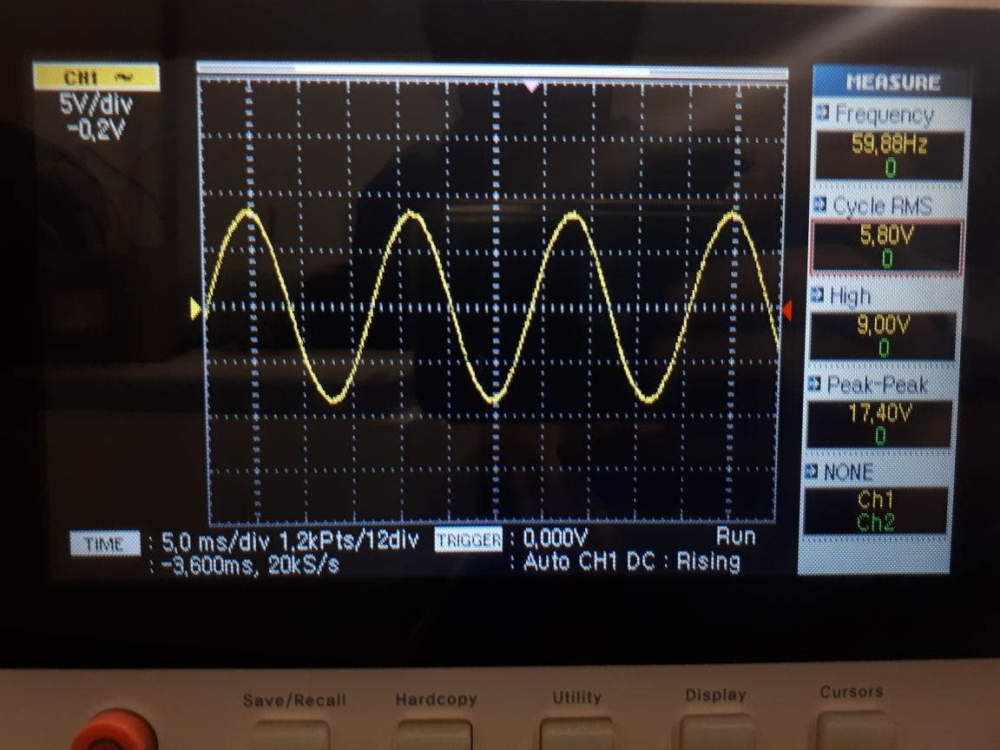 CH1 ~
5V/div
-0,2V
MEASURE
Frequency
59,88Hz
0
Cycle RMS
5,80V
0
High
9,00V
0
Peak-Peak
17,40V
0
NONE
Ch1
Ch2
TIME : 5,0 ms/div 1,2kPts/12div TRIGGER : 0,000V Run
: -3,600ms, 20kS/s : Auto CH1 DC : Rising
Save/Recall Hardcopy Utility Display Cursors